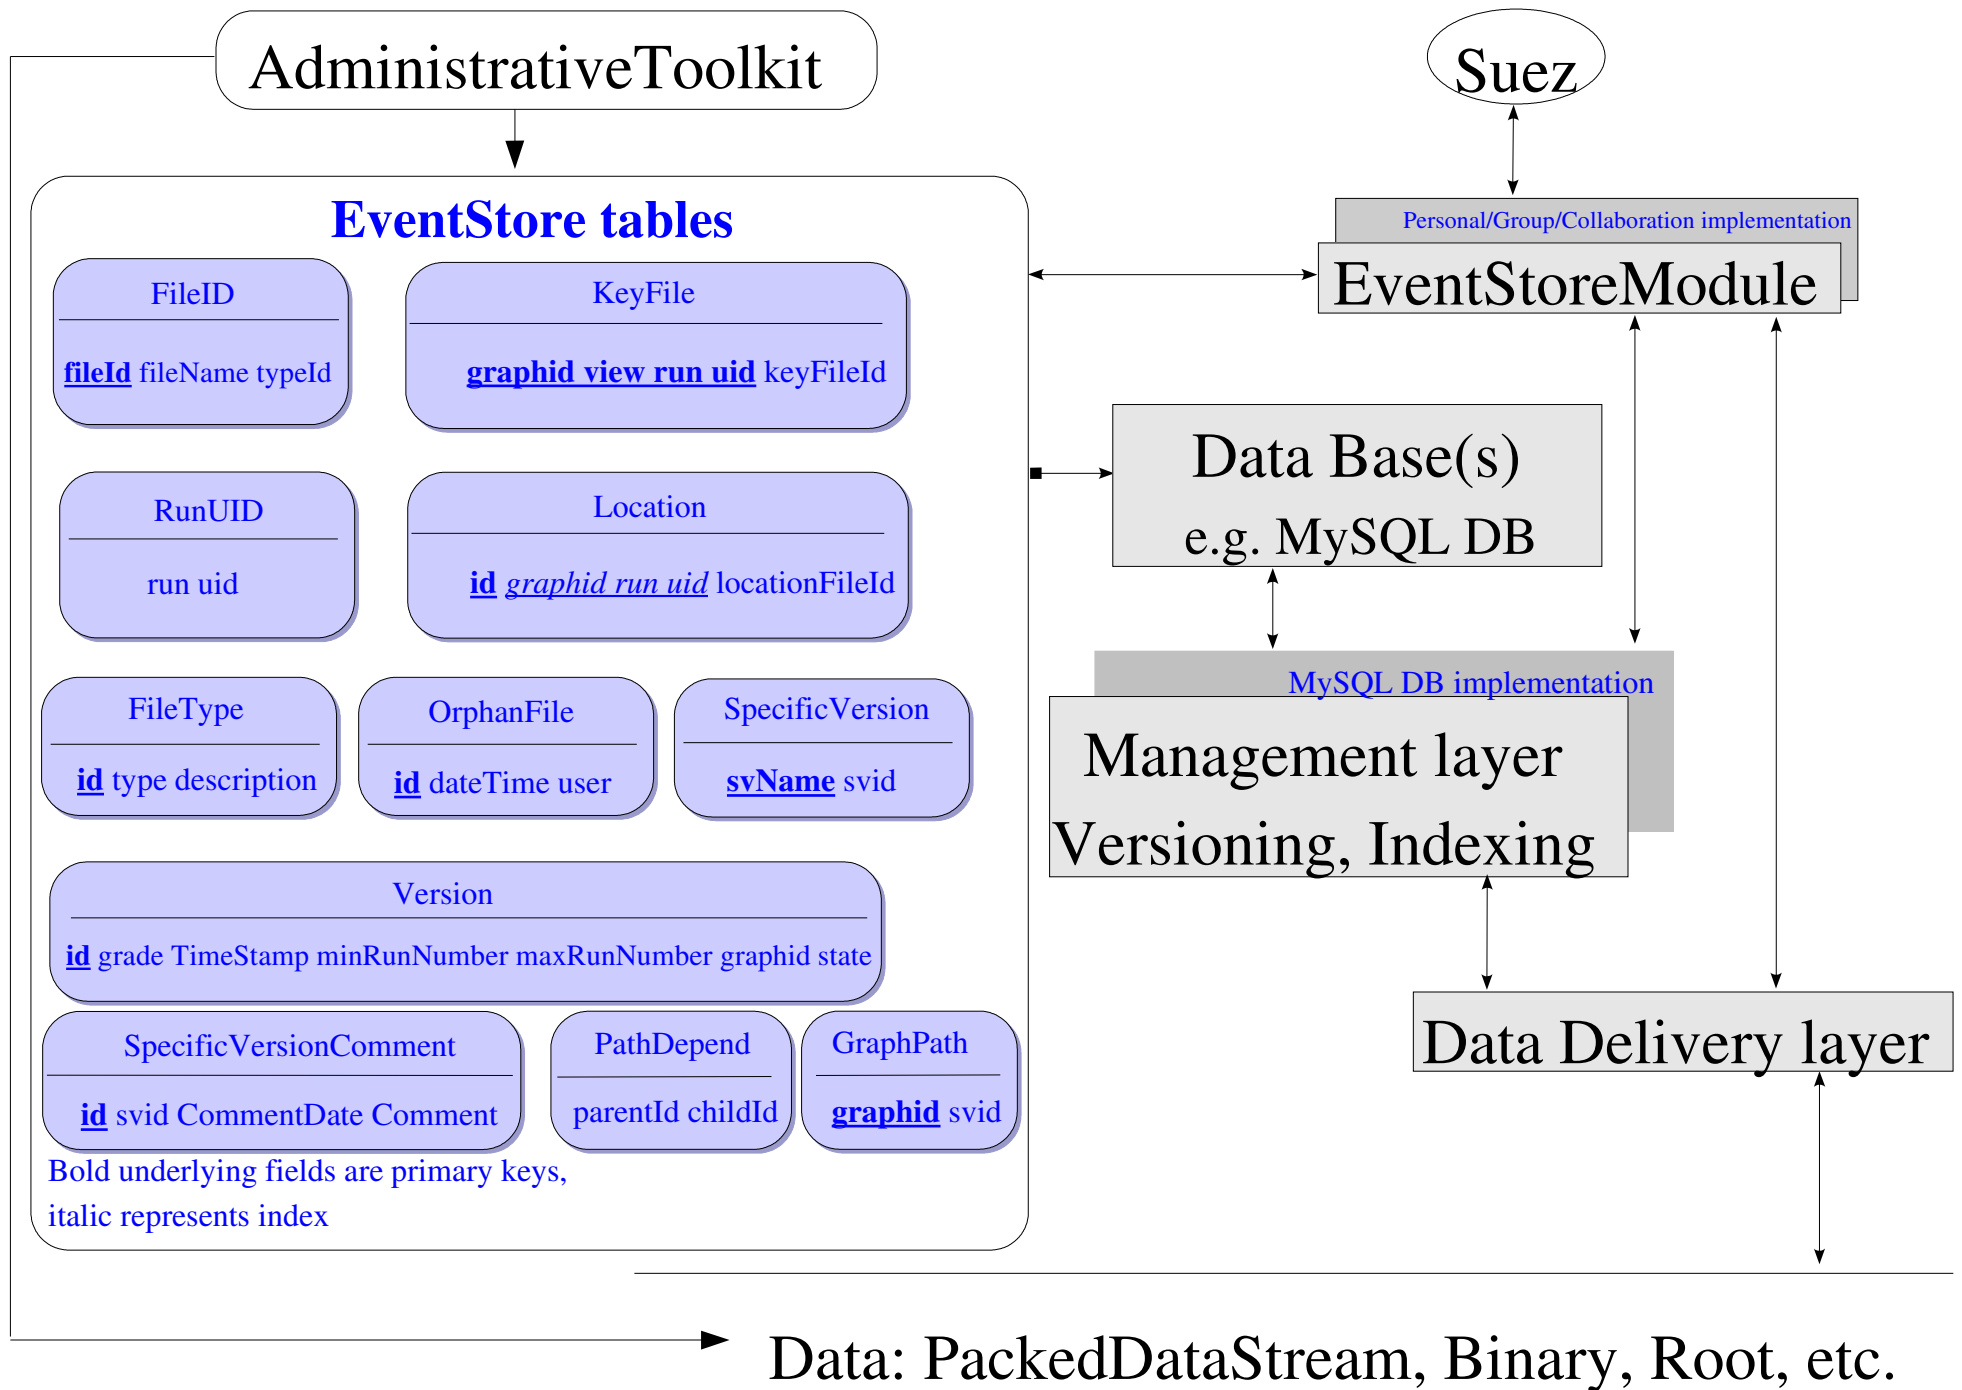 AdministrativeToolkit
Suez
EventStore tables
Personal/Group/Collaboration implementation
EventStoreModule
FileID
fileId fileName typeId
KeyFile
graphid view run uid keyFileId
Data Base(s)
e.g. MySQL DB
RunUID
run uid
Location
id graphid run uid locationFileId
MySQL DB implementation
Management layer
Versioning, Indexing
FileType
id type description
OrphanFile
id dateTime user
SpecificVersion
svName svid
Version
id grade TimeStamp minRunNumber maxRunNumber graphid state
Data Delivery layer
SpecificVersionComment
id svid CommentDate Comment
PathDepend
parentId childId
GraphPath
graphid svid
Bold underlying fields are primary keys,
italic represents index
Data: PackedDataStream, Binary, Root, etc.